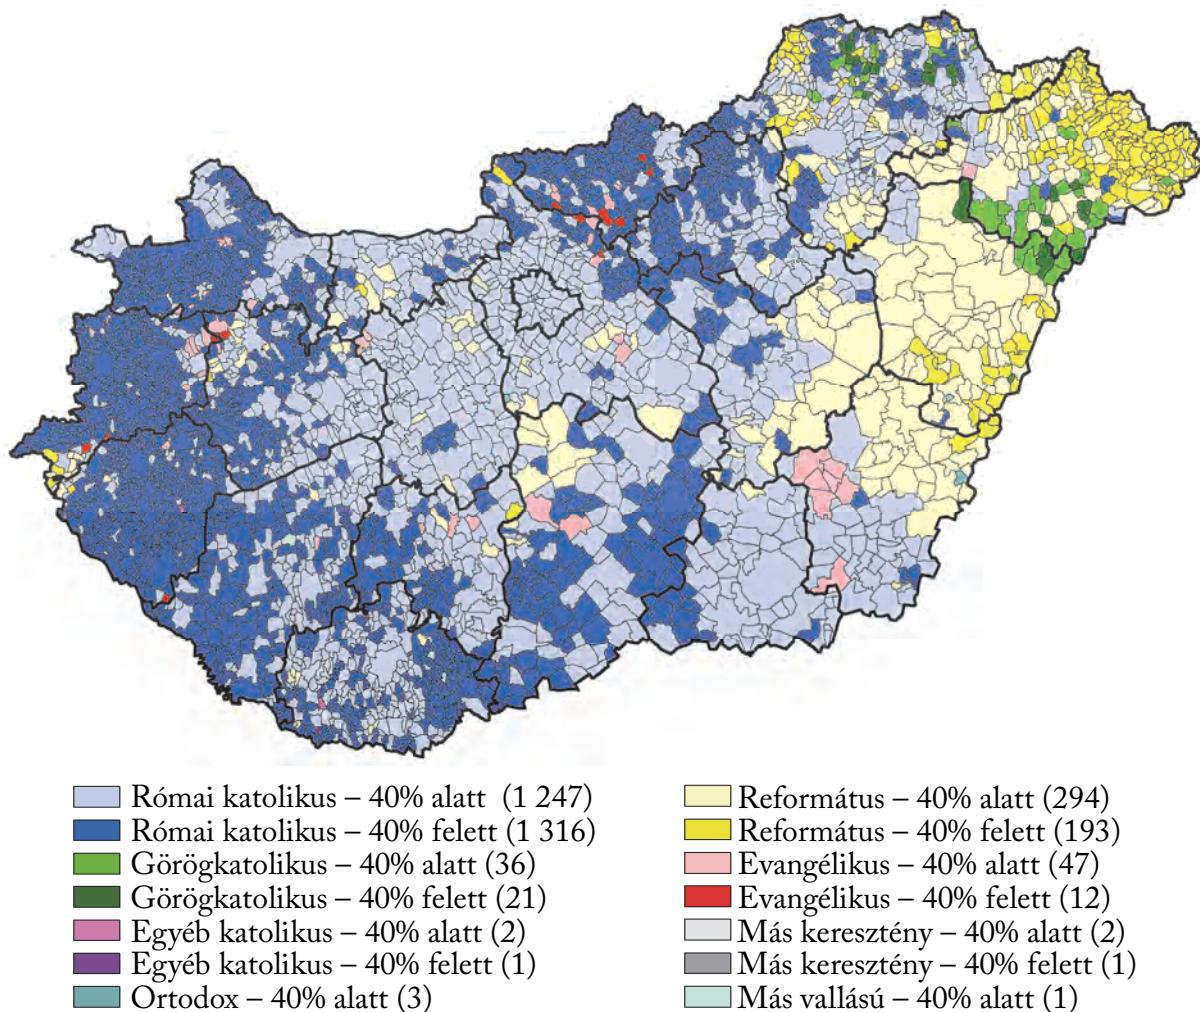 Római katolikus – 40% alatt (1 247)
Római katolikus – 40% felett (1 316)
Görögkatolikus – 40% alatt (36)
Görögkatolikus – 40% felett (21)
Egyéb katolikus – 40% alatt (2)
Egyéb katolikus – 40% felett (1)
Ortodox – 40% alatt (3)
Református – 40% alatt (294)
Református – 40% felett (193)
Evangélikus – 40% alatt (47)
Evangélikus – 40% felett (12)
Más keresztény – 40% alatt (2)
Más keresztény – 40% felett (1)
Más vallású – 40% alatt (1)